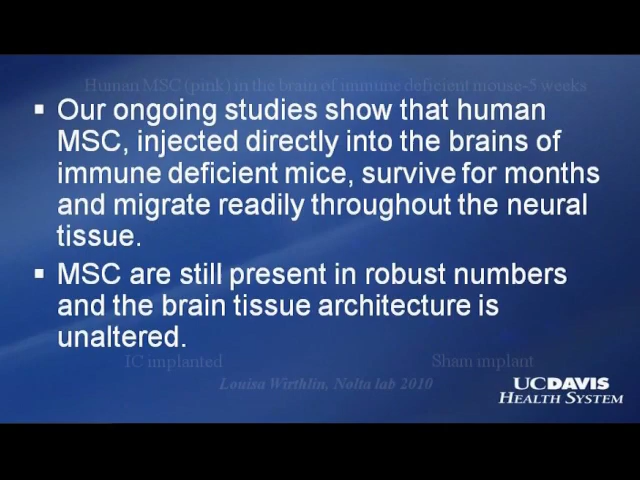 Human MSC (pink) in the brain of immune deficient mouse-5 weeks
▪ Our ongoing studies show that human
MSC, injected directly into the brains of
immune deficient mice, survive for months
and migrate readily throughout the neural
tissue.
▪ MSC are still present in robust numbers
and the brain tissue architecture is
unaltered.
IC implanted Sham implant
Louisa Wirthlin, Nolta lab 2010
UCDAVIS
HEALTH SYSTEM